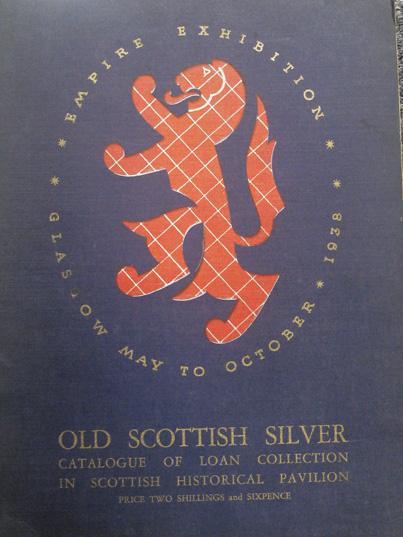 * EMPIRE EXHIBITION *
* GLASGOW MAY TO OCTOBER * 1938 *
OLD SCOTTISH SILVER
CATALOGUE OF LOAN COLLECTION
IN SCOTTISH HISTORICAL PAVILION
PRICE TWO SHILLINGS and SIXPENCE